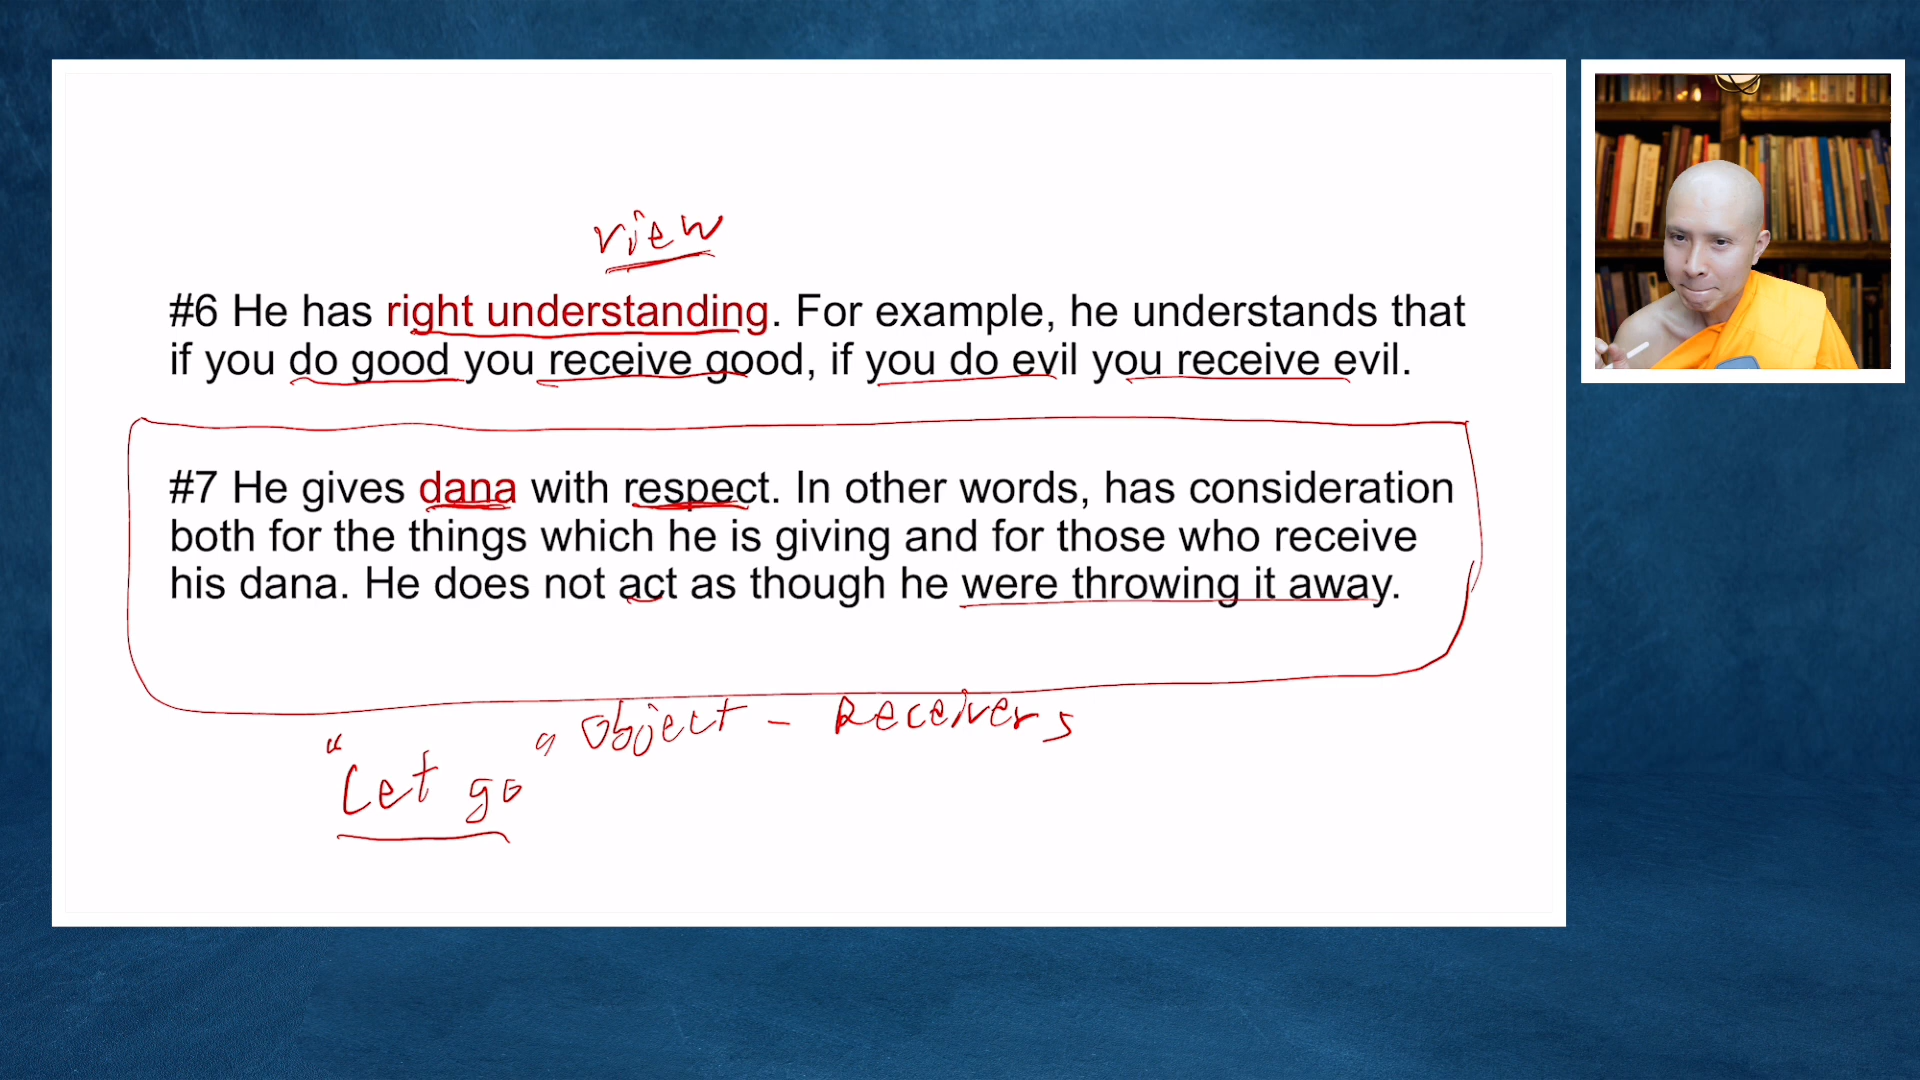 view
#6 He has right understanding. For example, he understands that
if you do good you receive good, if you do evil you receive evil.
#7 He gives dana with respect. In other words, has consideration
both for the things which he is giving and for those who receive
his dana. He does not act as though he were throwing it away.
Object - Receivers
"Let go"